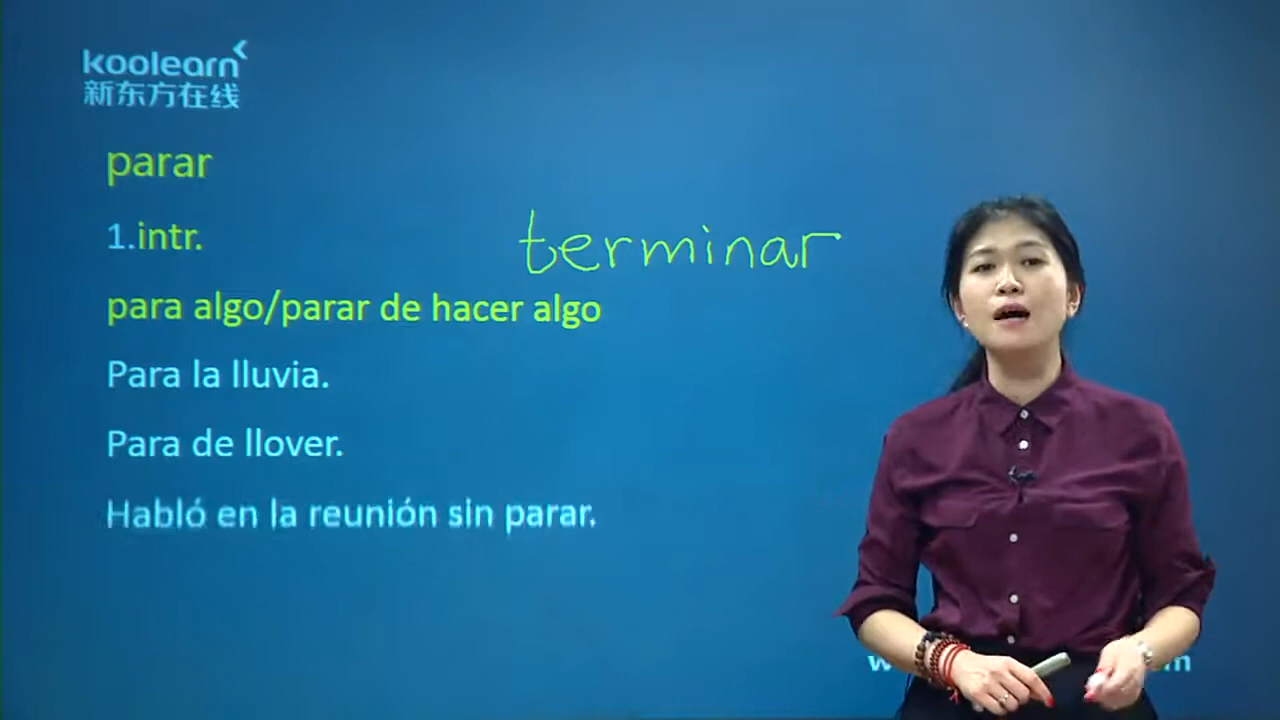 koolearn
新东方在线
parar
1.intr.
terminar
para algo/parar de hacer algo
Para la lluvia.
Para de llover.
Habló en la reunión sin parar.